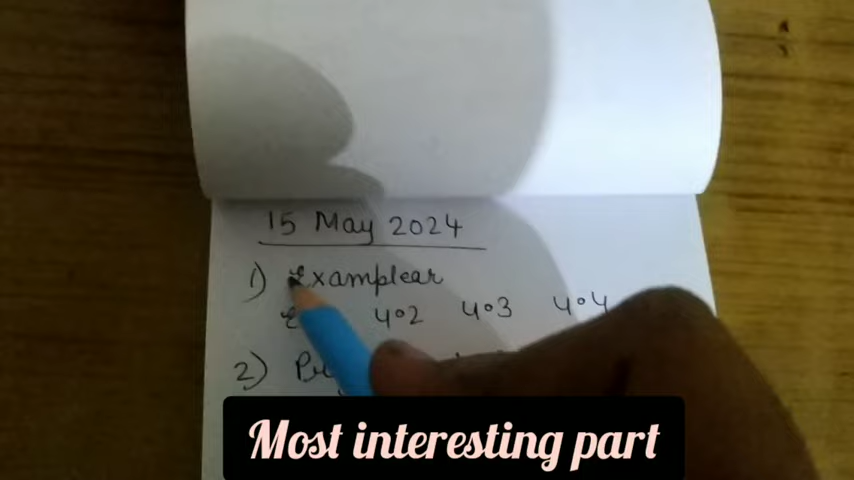 15 May 2024
1) Examplear
4.2 4.3 4.4
2)
Most interesting part